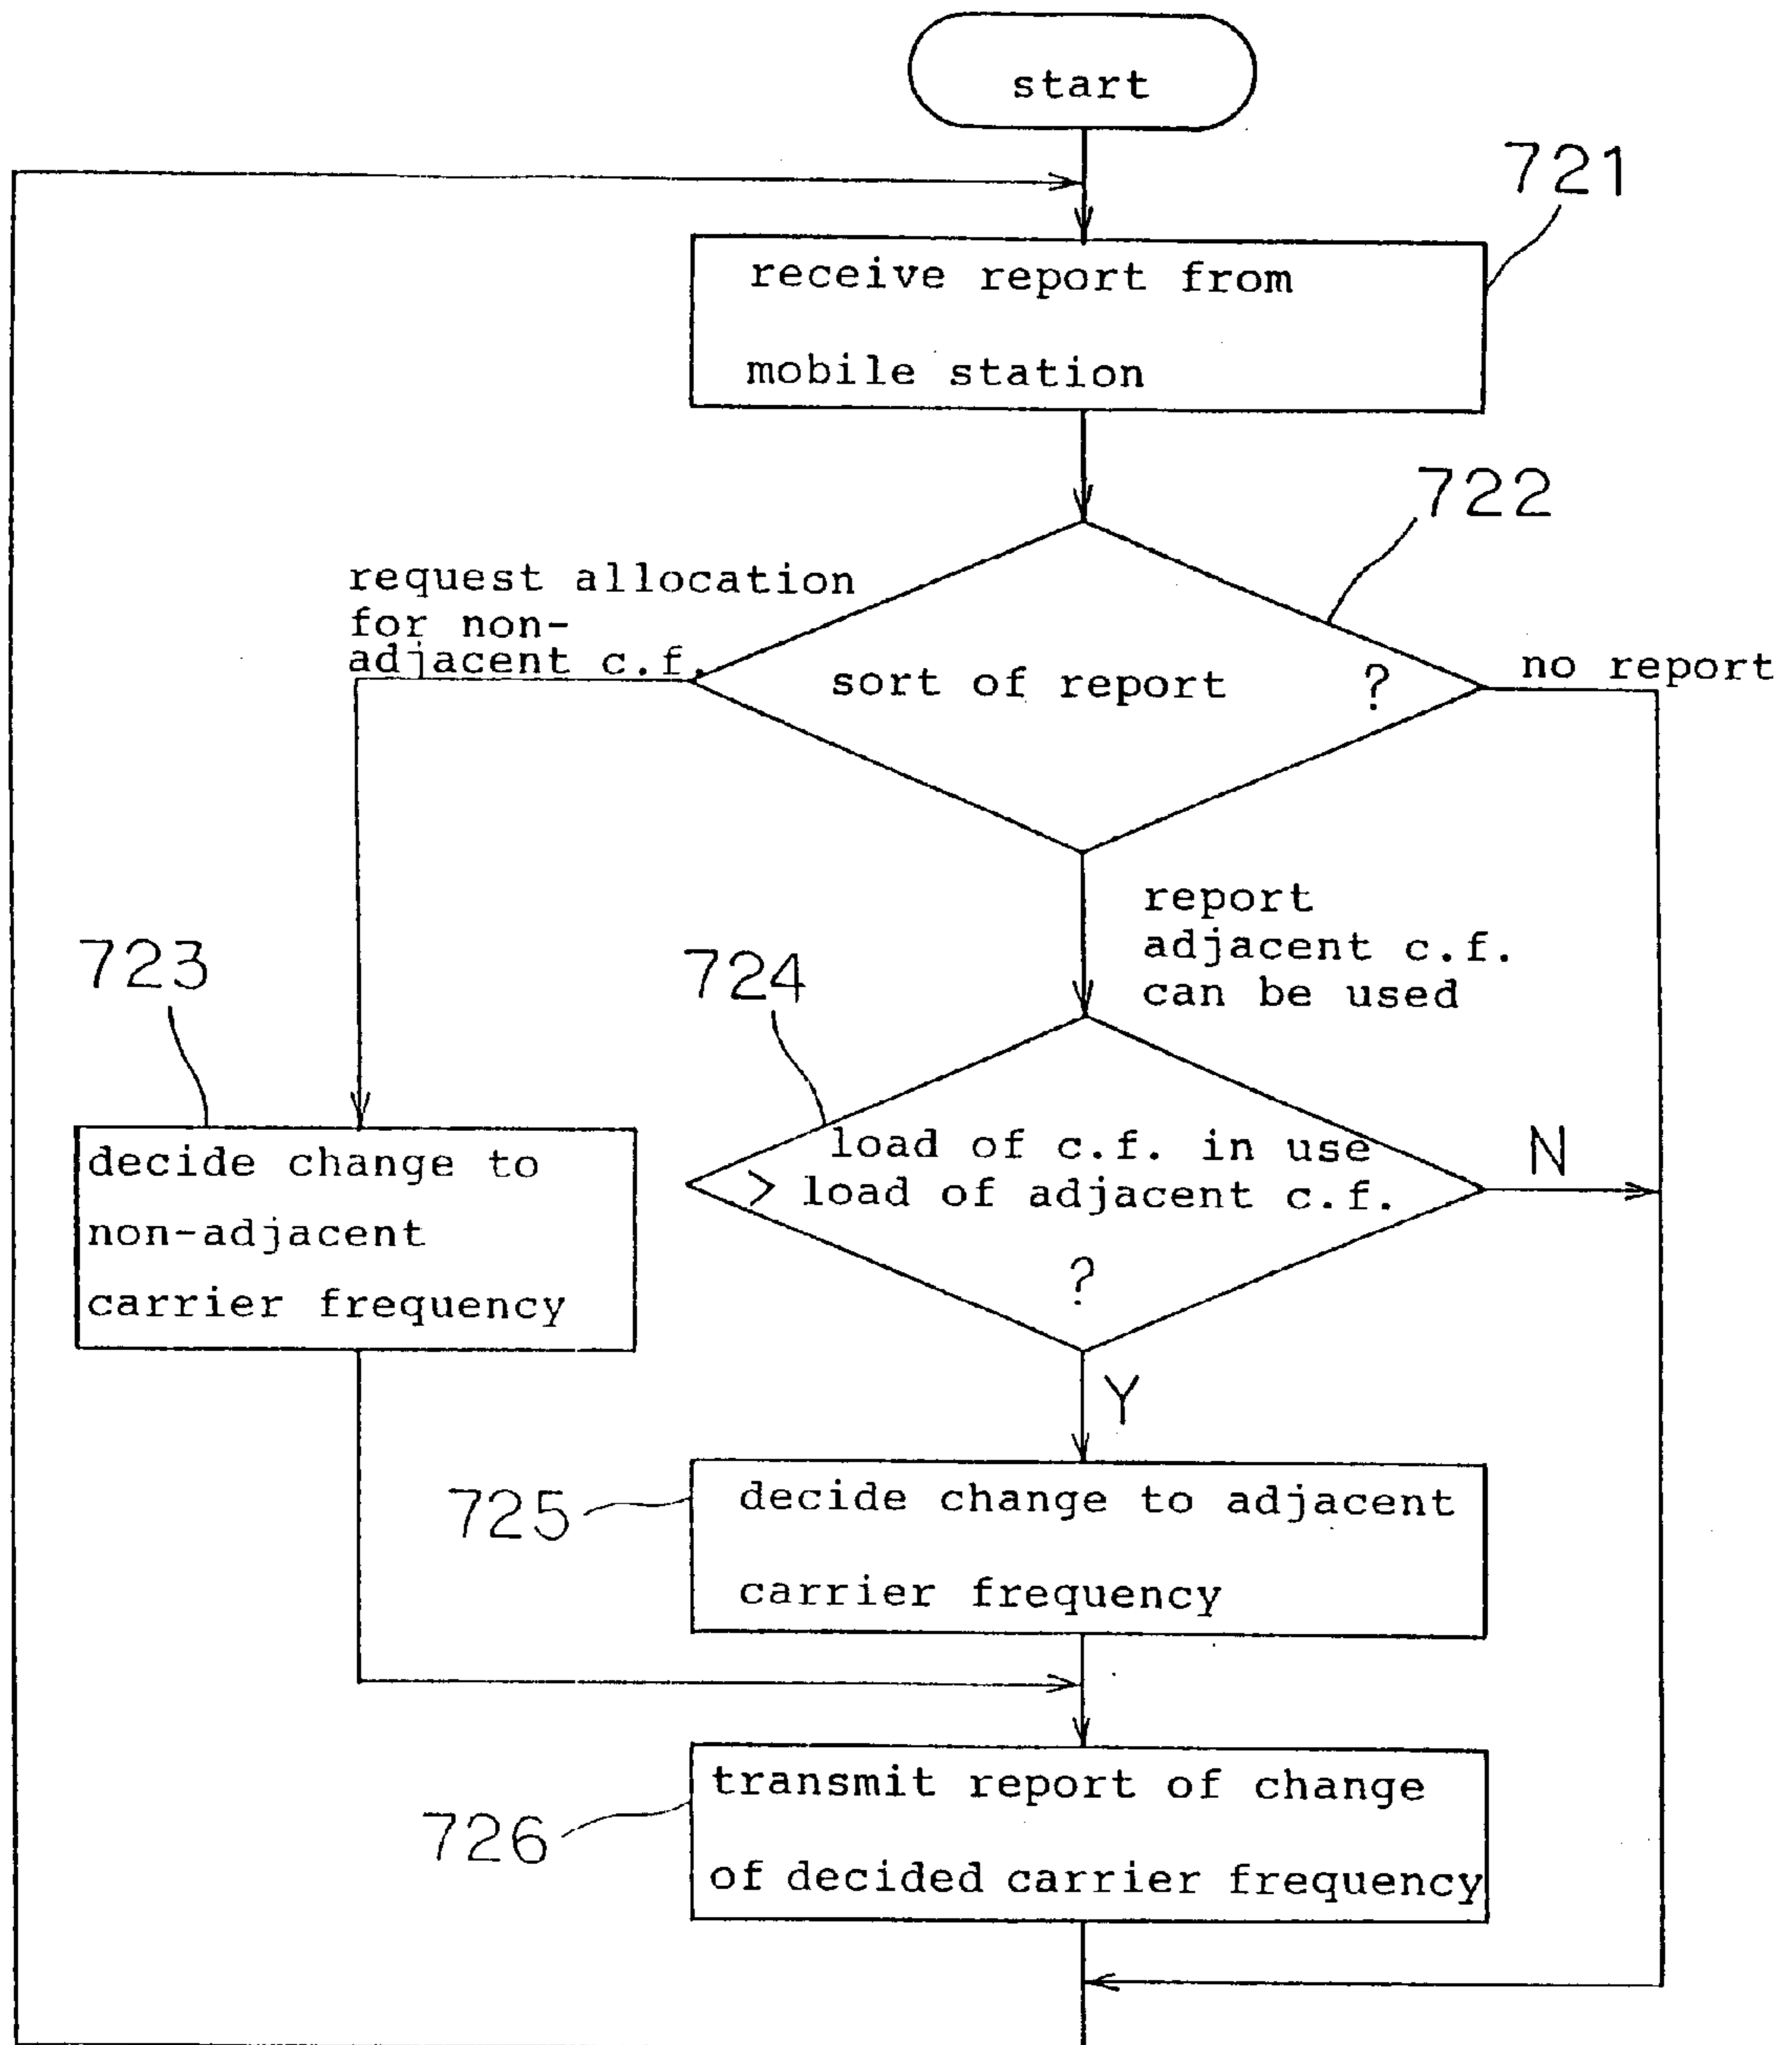 start
721
receive report from
mobile station
722
request allocation
for non-
adjacent c.f.
sort of report ?
no report
report
adjacent c.f.
can be used
723
724
decide change to
non-adjacent
carrier frequency
load of c.f. in use
> load of adjacent c.f.
?
N
Y
725
decide change to adjacent
carrier frequency
726
transmit report of change
of decided carrier frequency